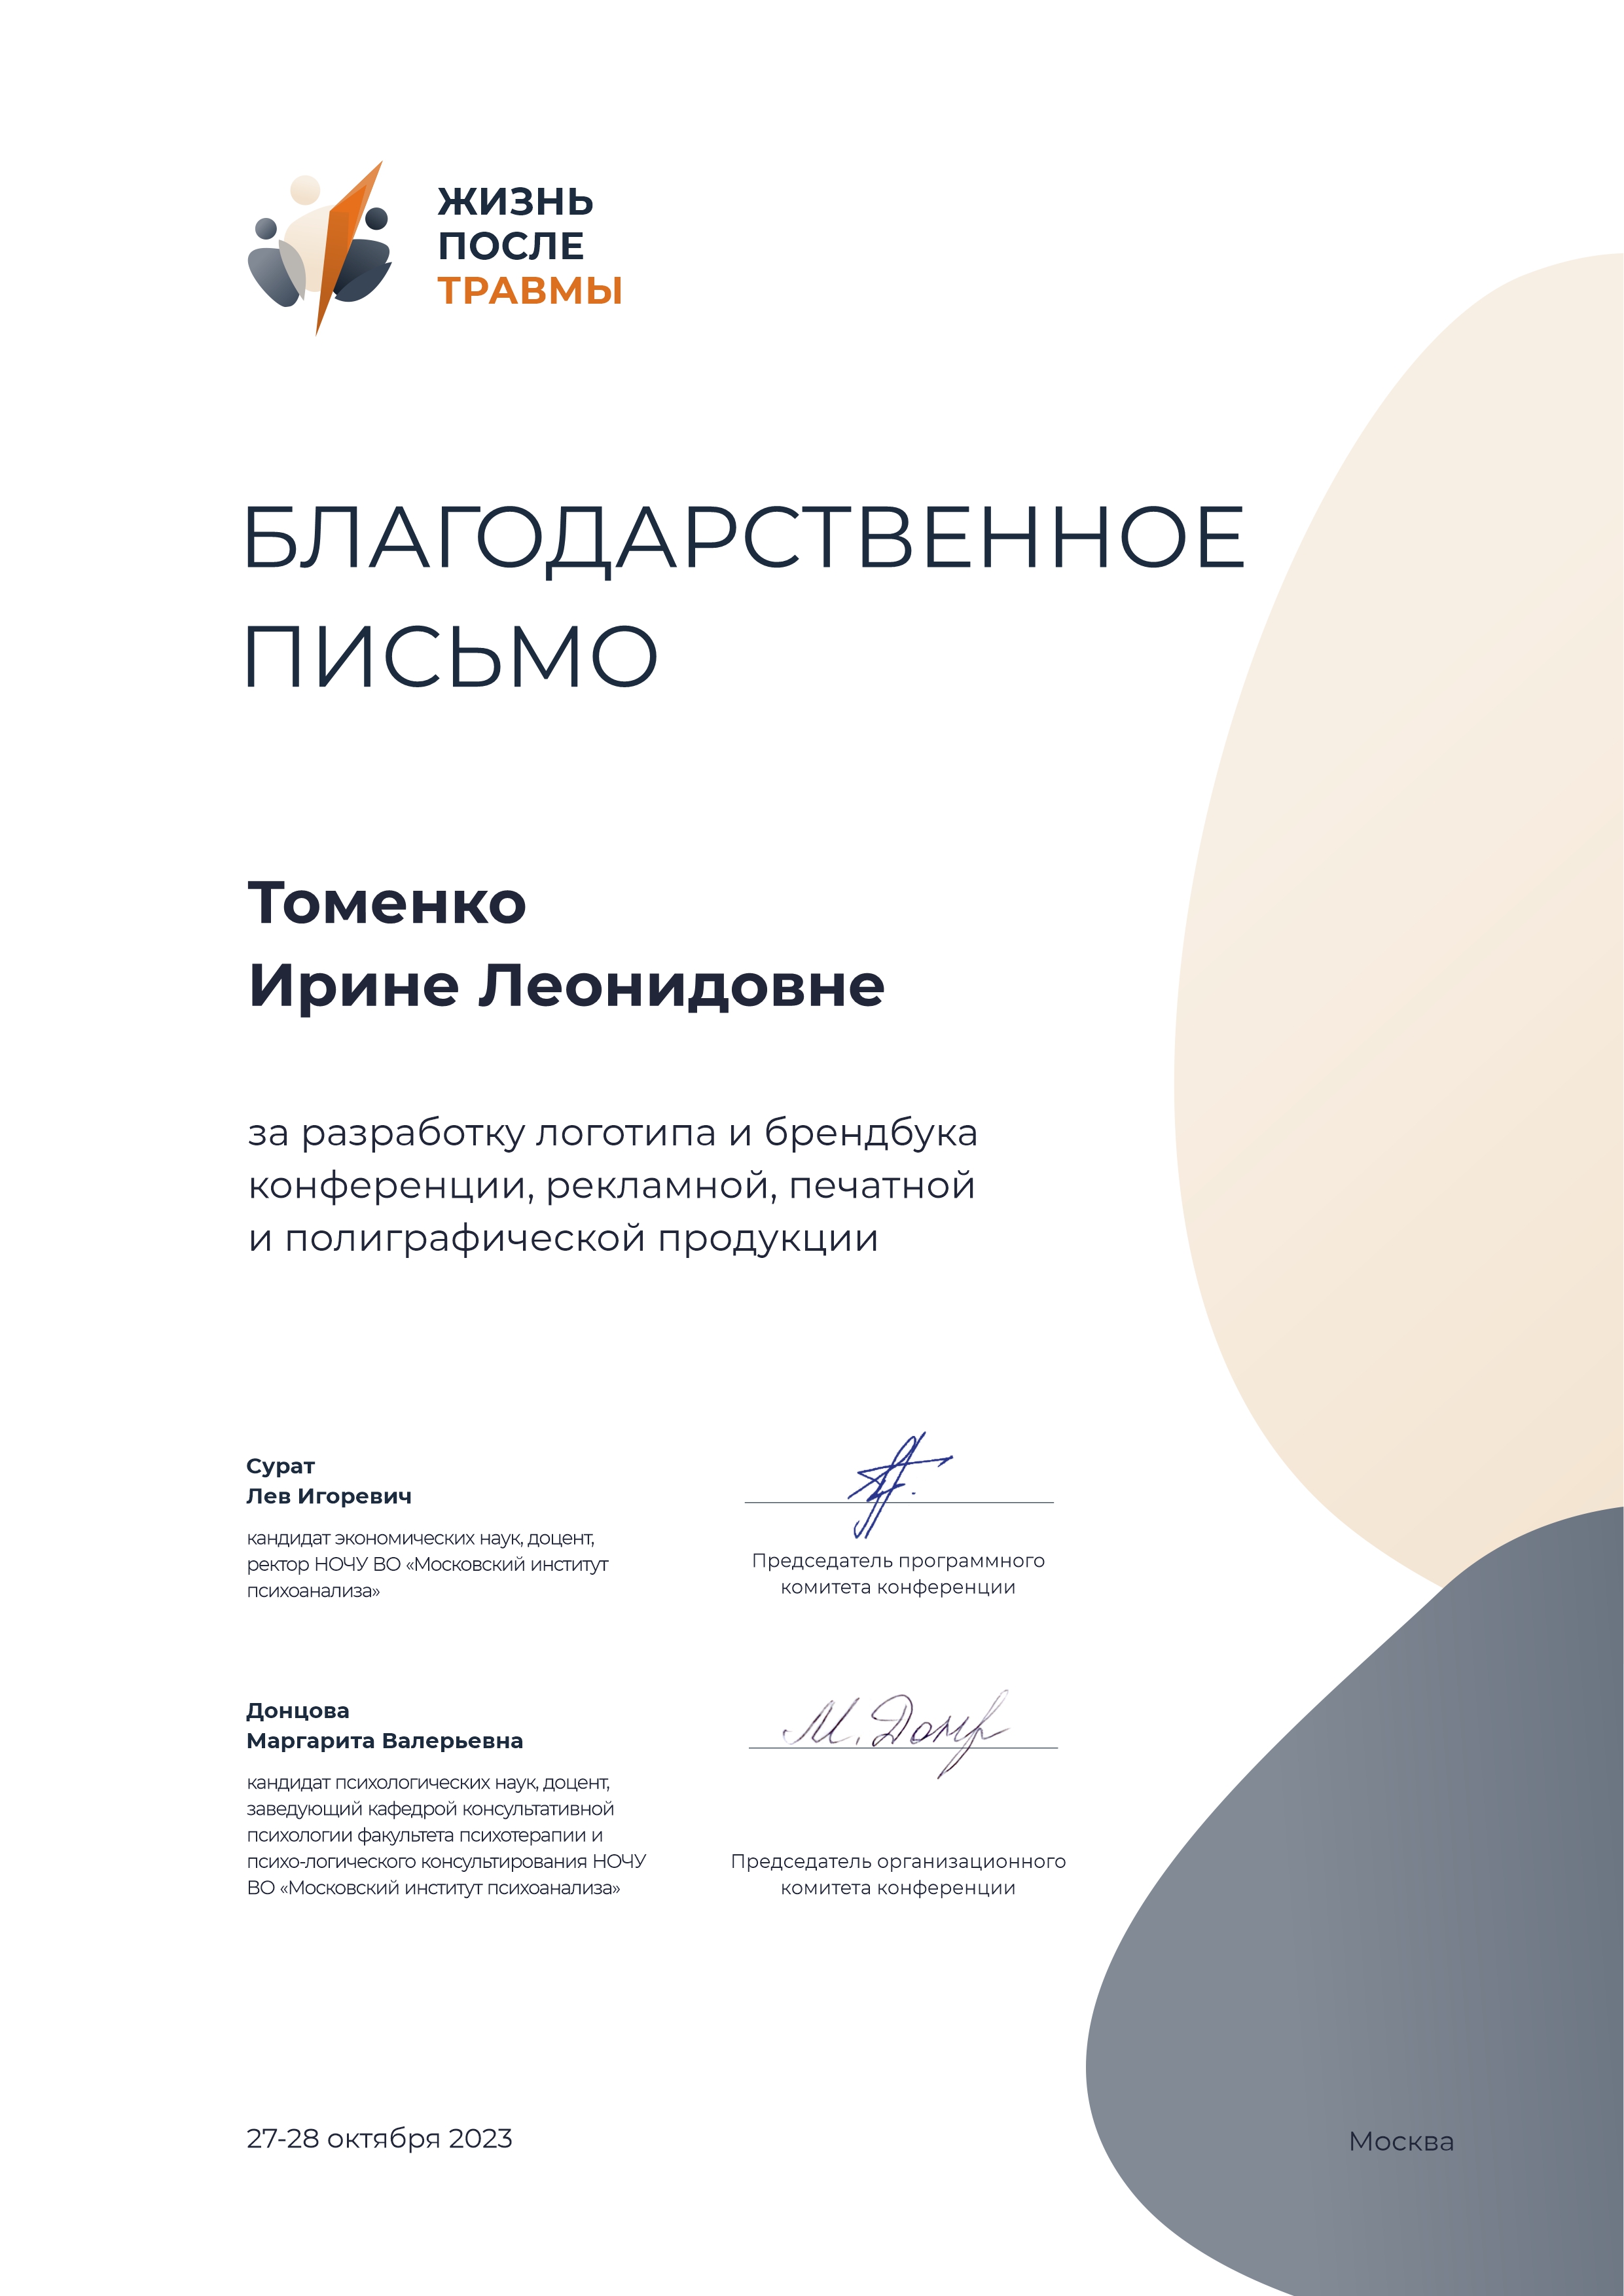 ЖИЗНЬ
ПОСЛЕ
ТРАВМЫ
БЛАГОДАРСТВЕННОЕ
ПИСЬМО
Томенко
Ирине Леонидовне
за разработку логотипа и брендбука
конференции, рекламной, печатной
и полиграфической продукции
Сурат
Лев Игоревич
кандидат экономических наук, доцент,
ректор НОЧУ ВО «Московский институт
психоанализа»
Председатель программного
комитета конференции
Донцова
Маргарита Валерьевна
кандидат психологических наук, доцент,
заведующий кафедрой консультативной
психологии факультета психотерапии и
психо-логического консультирования НОЧУ
ВО «Московский институт психоанализа»
М. Донц
Председатель организационного
комитета конференции
27-28 октября 2023
Москва